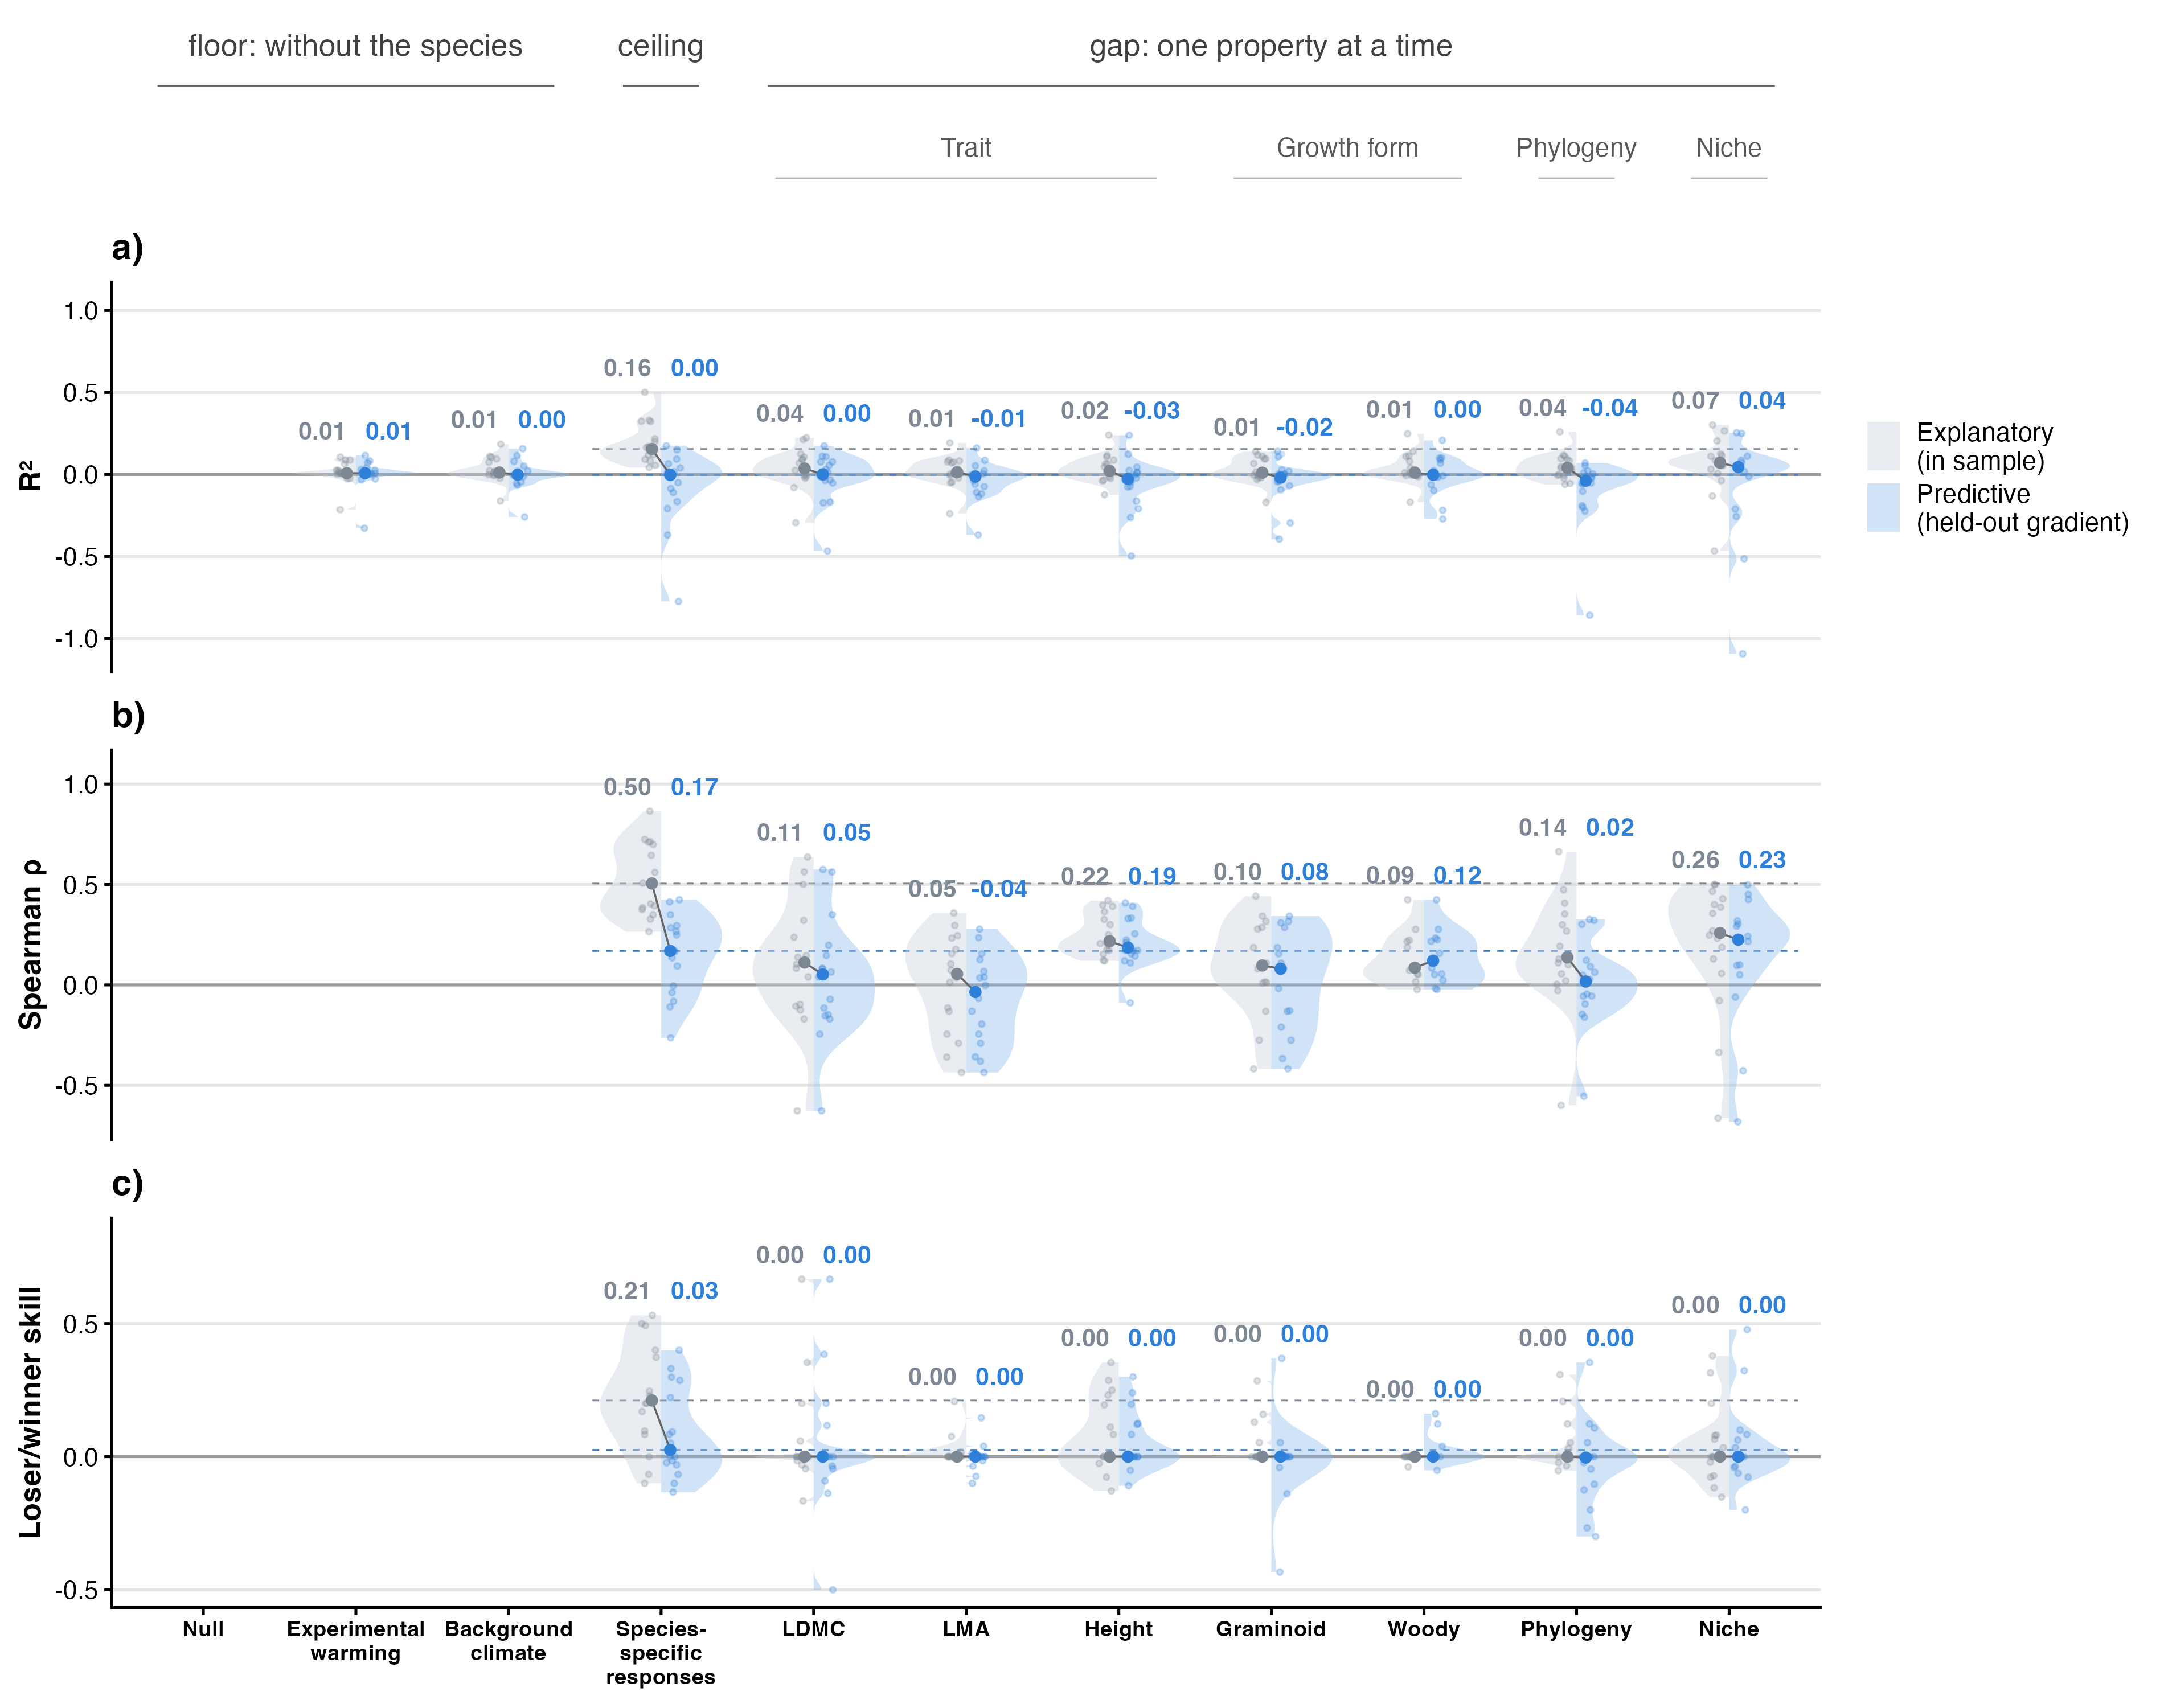 floor: without the species
ceiling
gap: one property at a time
Trait
Growth form
Phylogeny
Niche
a)
R²
1.0
0.5
0.0
-0.5
-1.0
0.01 0.01
0.01 0.00
0.16 0.00
0.04 0.00
0.01 -0.01
0.02 -0.03
0.01 -0.02
0.01 0.00
0.04 -0.04
0.07 0.04
Explanatory
(in sample)
Predictive
(held-out gradient)
b)
Spearman ρ
1.0
0.5
0.0
-0.5
0.50 0.17
0.11 0.05
0.05 -0.04
0.22 0.19
0.10 0.08
0.09 0.12
0.14 0.02
0.26 0.23
c)
Loser/winner skill
0.5
0.0
-0.5
0.21 0.03
0.00 0.00
0.00 0.00
0.00 0.00
0.00 0.00
0.00 0.00
0.00 0.00
0.00 0.00
Null
Experimental
warming
Background
climate
Species-
specific
responses
LDMC
LMA
Height
Graminoid
Woody
Phylogeny
Niche